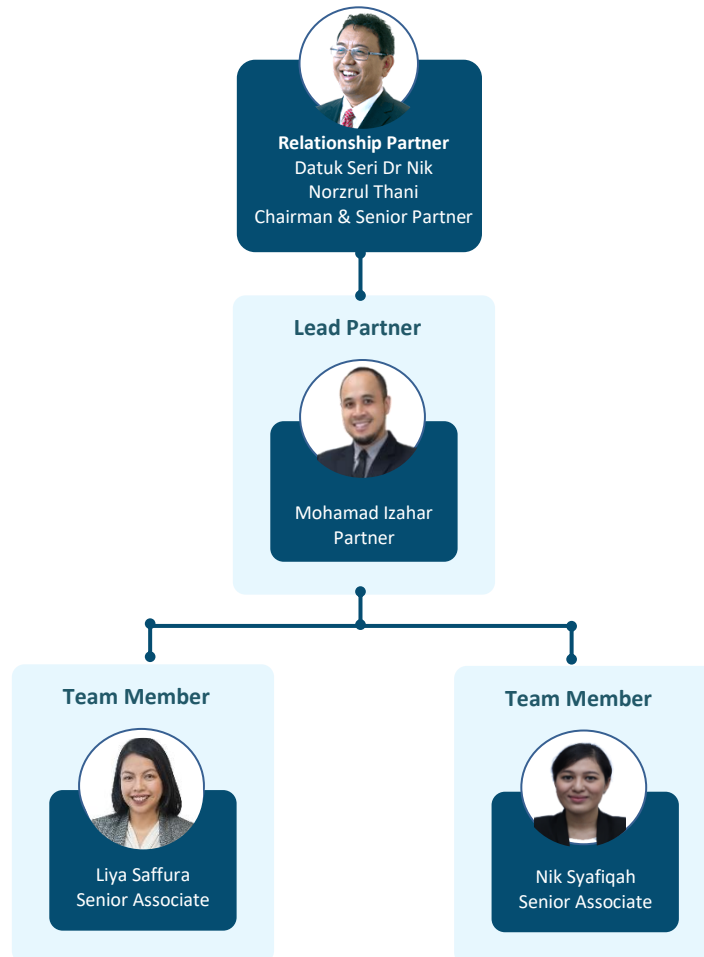 Relationship Partner
Datuk Seri Dr Nik
Norzrul Thani
Chairman & Senior Partner
Lead Partner
Mohamad Izahar
Partner
Team Member
Liya Saffura
Senior Associate
Team Member
Nik Syafiqah
Senior Associate